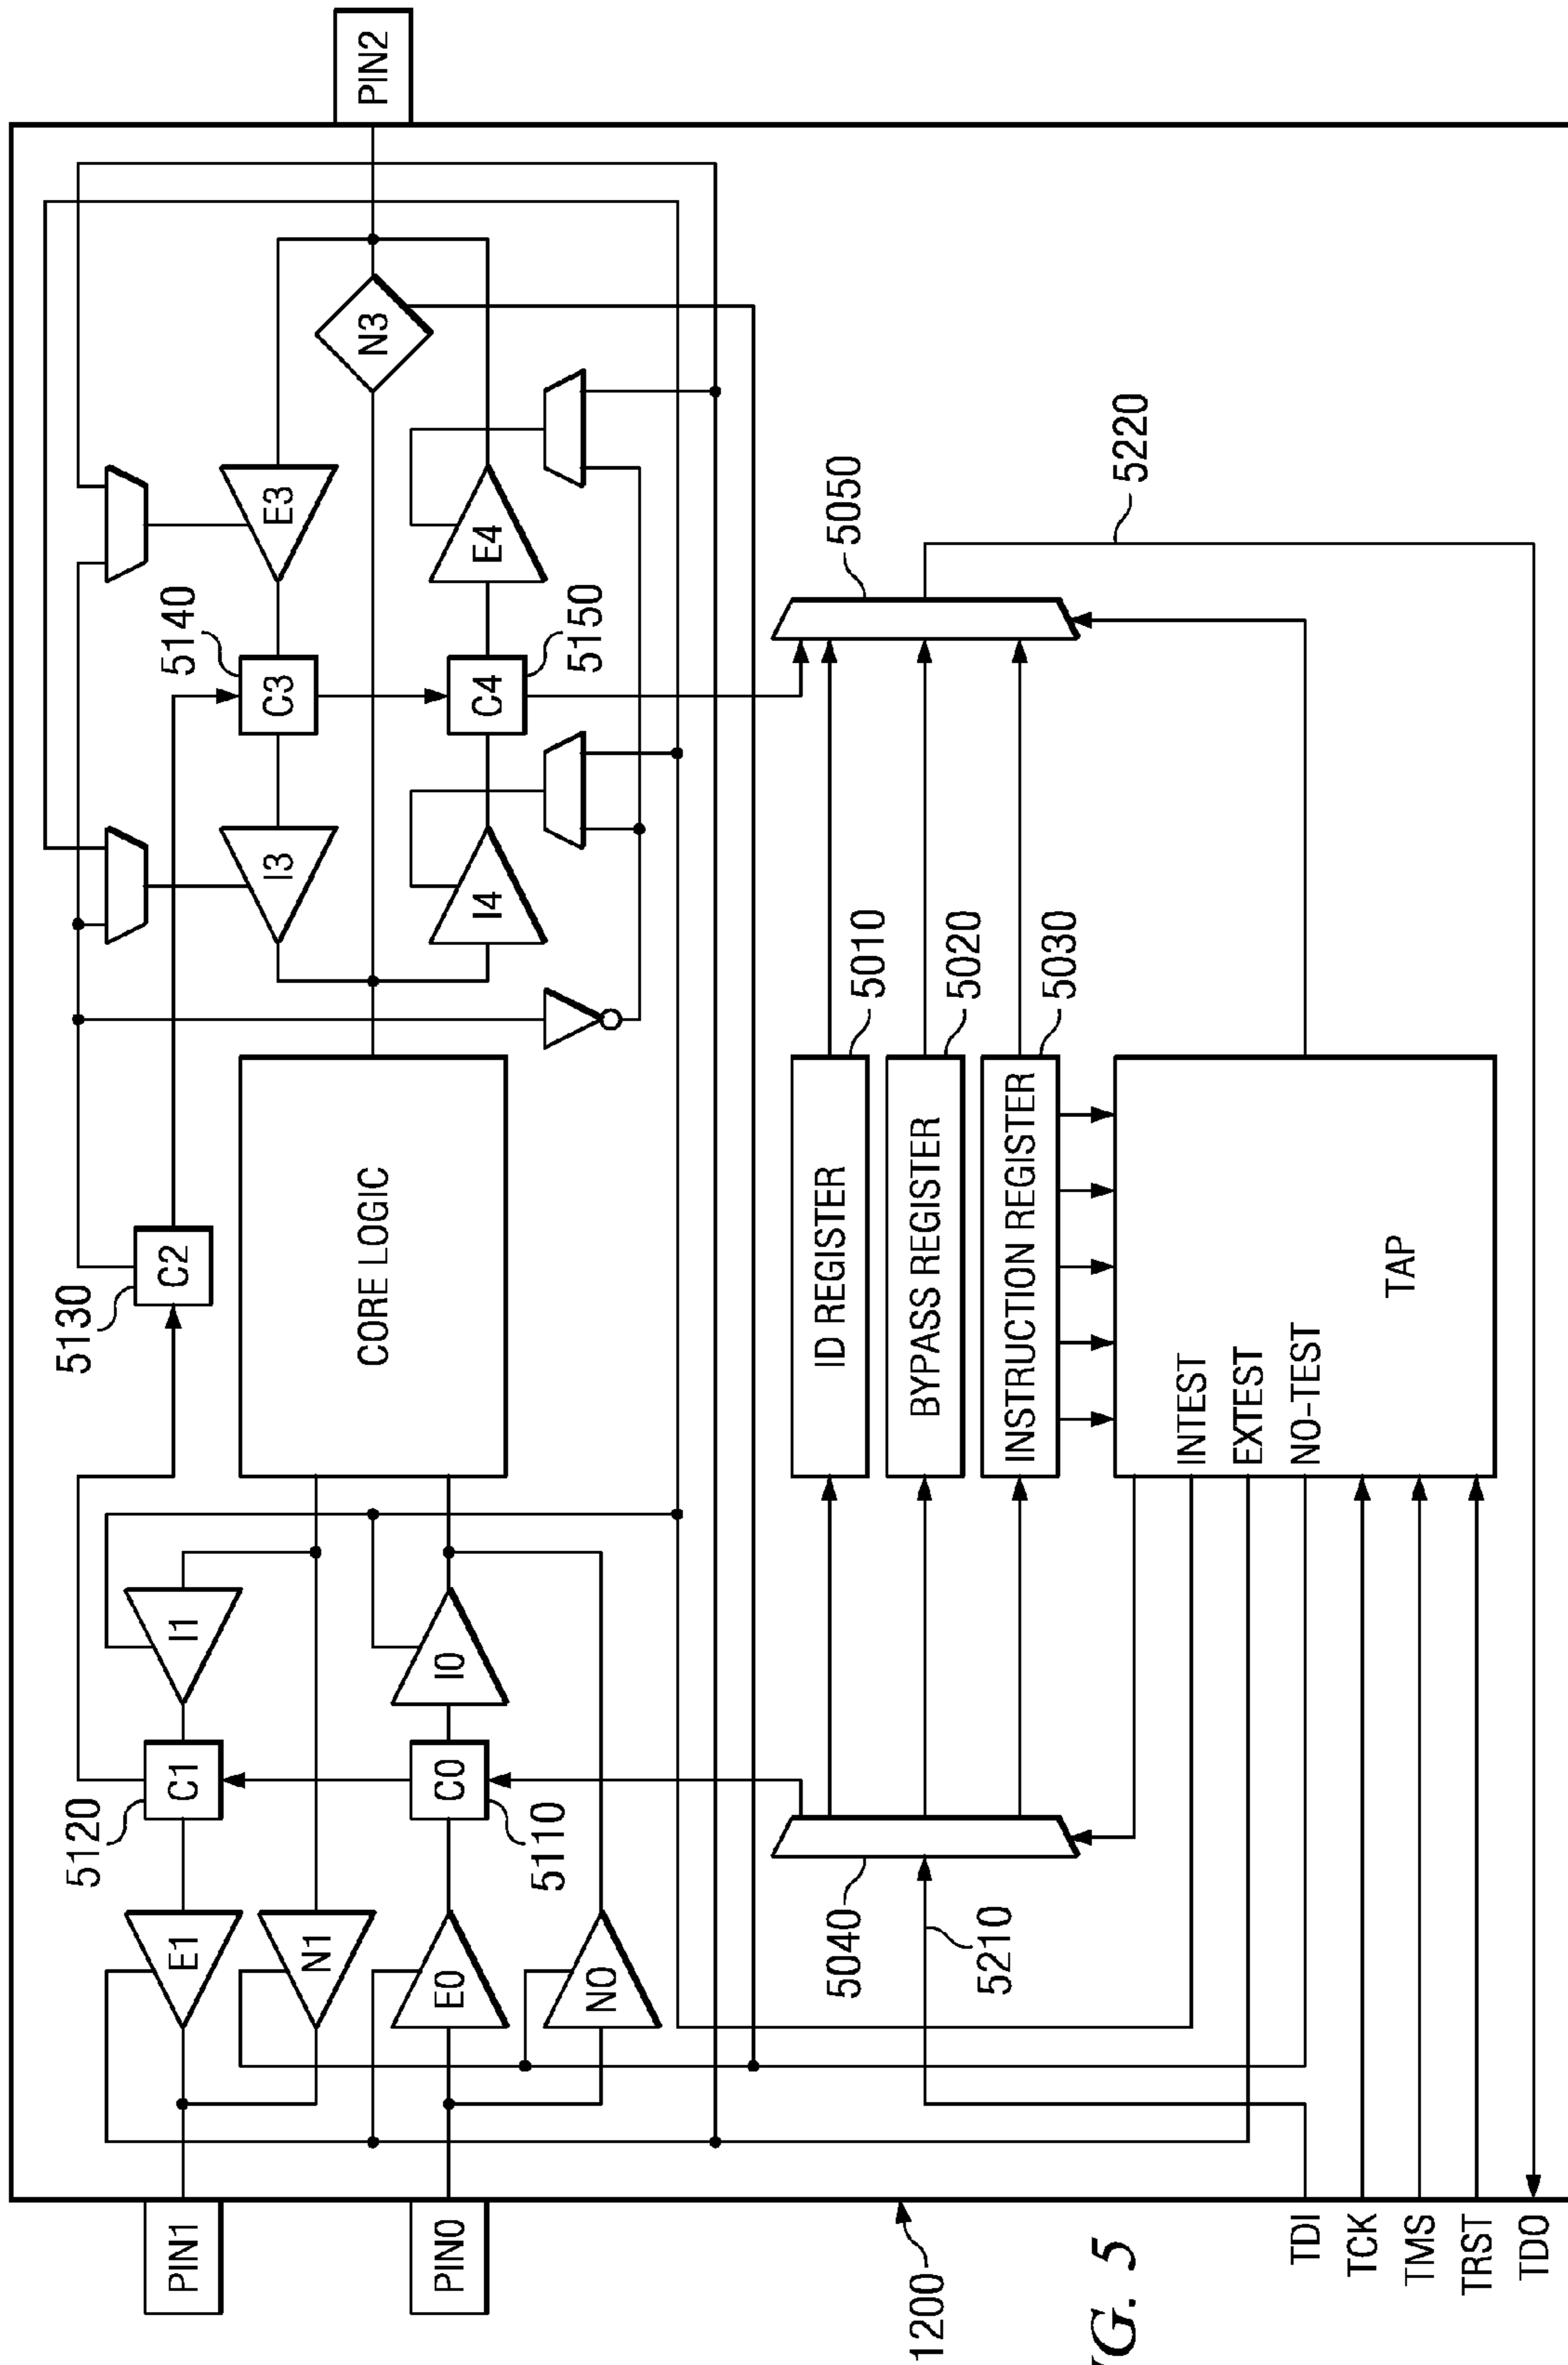 PIN1
PIN0
PIN2
5120
C1
E1
N1
I1
5110
C0
E0
N0
I0
5130
C2
CORE LOGIC
5140
C3
I3
E3
5150
C4
I4
E4
N3
5040
5210
ID REGISTER
5010
BYPASS REGISTER
5020
INSTRUCTION REGISTER
5030
5050
5220
INTEST
EXTEST
NO-TEST
TAP
TDI
TCK
TMS
TRST
TDO
1200
5